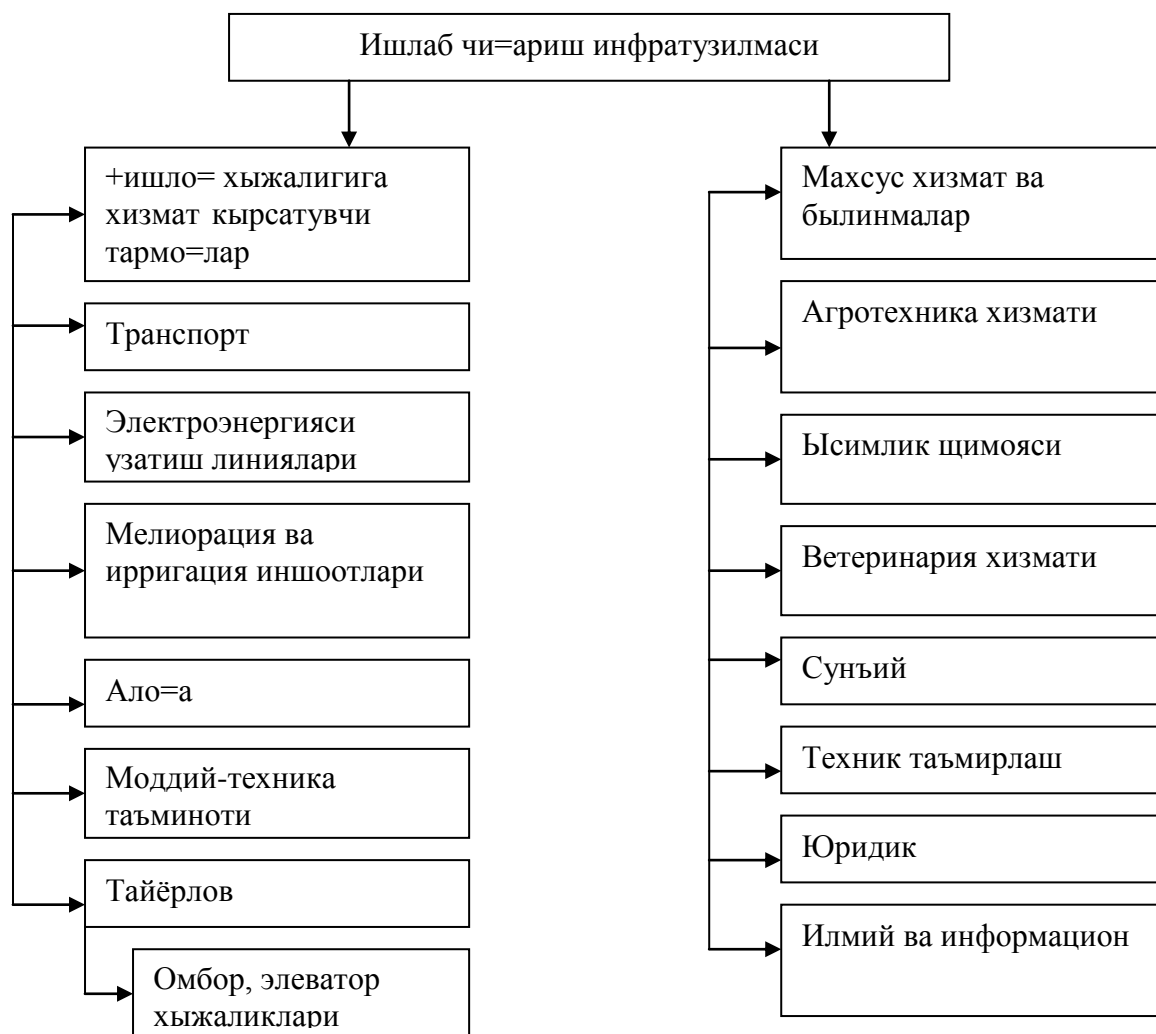 Ишлаб чи=ариш инфратузилмаси
+ишло= хыжалигига
хизмат кырсатувчи
тармо=лар
Транспорт
Электроэнергияси
узатиш линиялари
Мелиорация ва
ирригация иншоотлари
Ало=а
Моддий-техника
таъминоти
Тайёрлов
Омбор, элеватор
хыжаликлари
Махсус хизмат ва
былинмалар
Агротехника хизмати
Ысимлик щимояси
Ветеринария хизмати
Сунъий
Техник таъмирлаш
Юридик
Илмий ва информацион